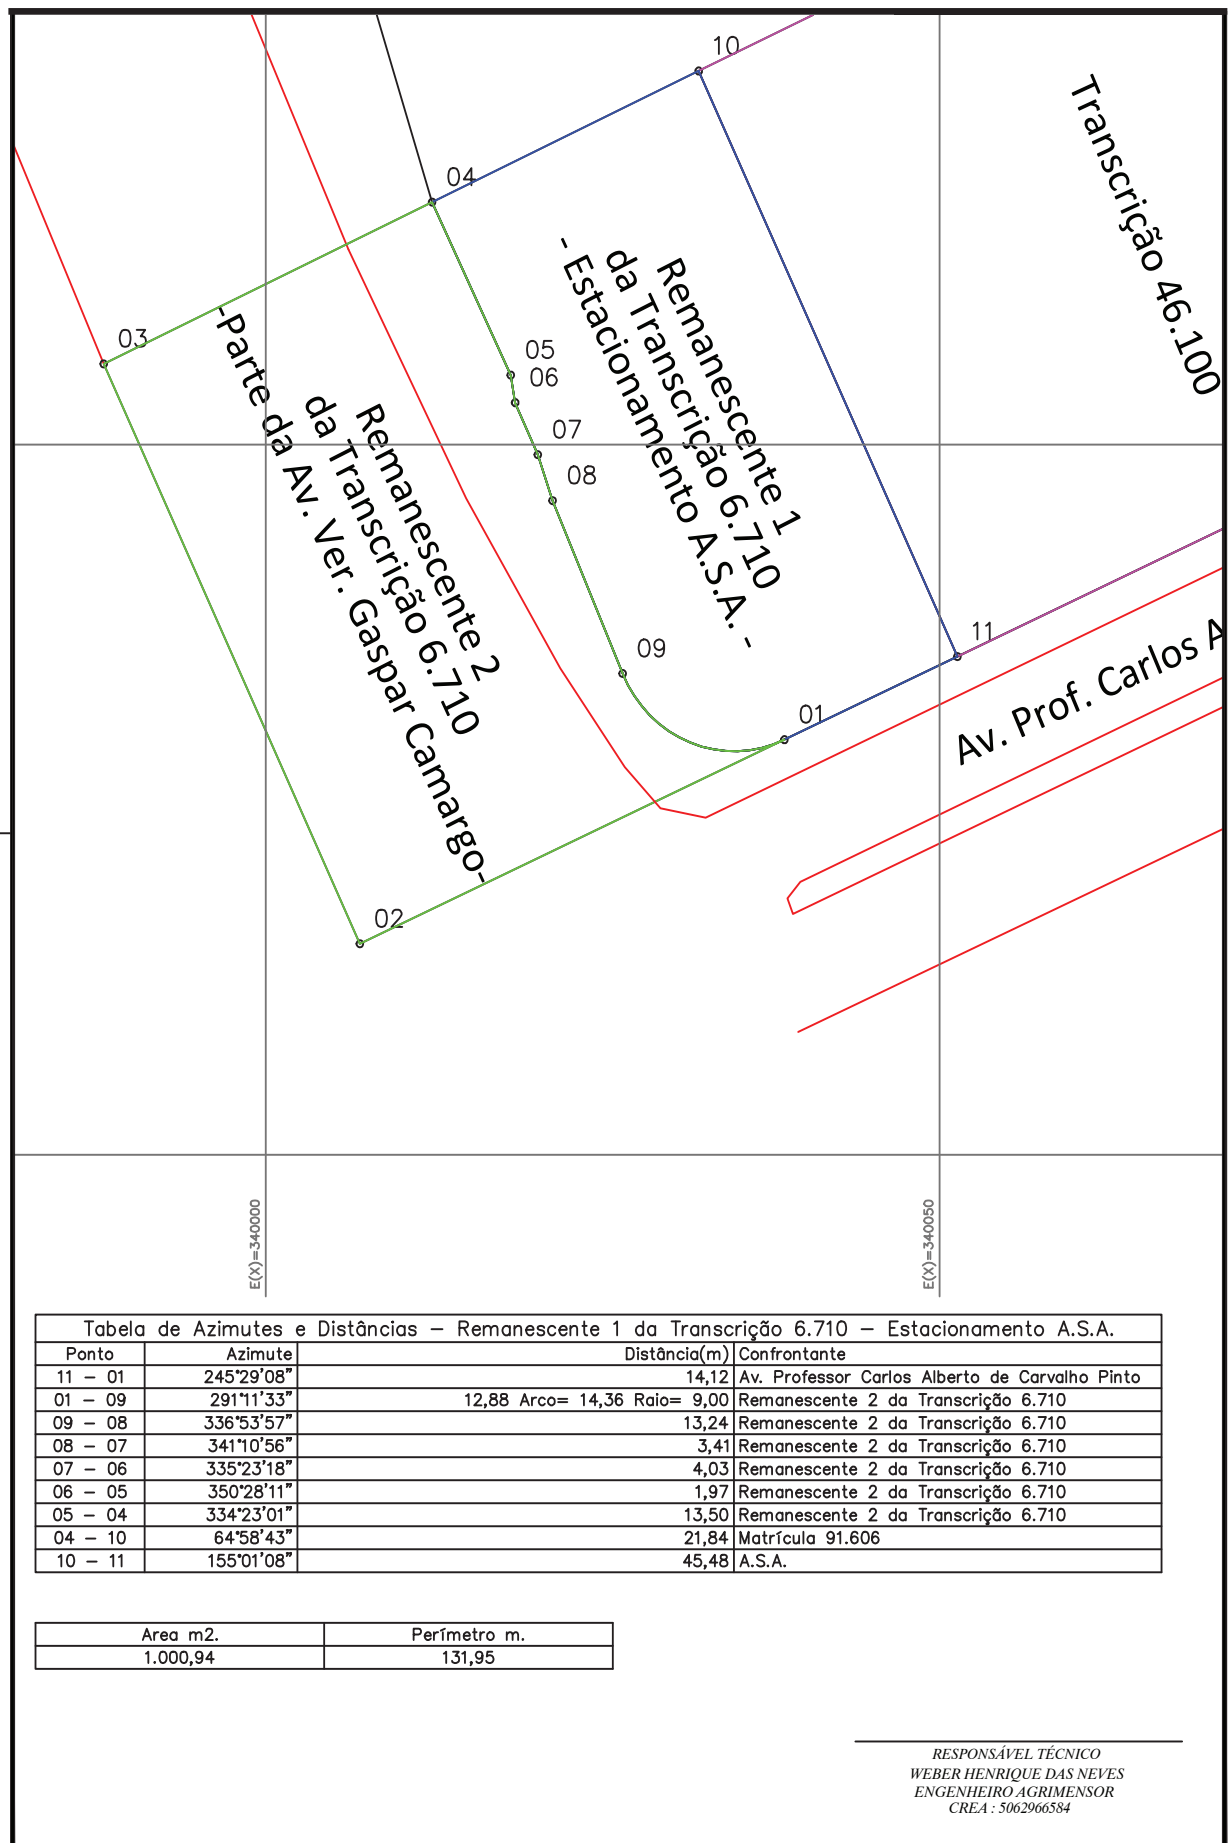 10
Transcrição 46.100
04
Remanescente 1
da Transcrição 6.710
- Estacionamento A.S.A. -
03
05
06
-Parte da Av. Ver. Gaspar Camargo-
da Transcrição 6.710
Remanescente 2
07
08
09
11
01
Av. Prof. Carlos A
02
E(X)=340000
E(X)=340050
Tabela de Azimutes e Distâncias – Remanescente 1 da Transcrição 6.710 – Estacionamento A.S.A.
Ponto Azimute Distância(m) Confrontante
11 – 01 245°29'08" 14,12 Av. Professor Carlos Alberto de Carvalho Pinto
01 – 09 291°11'33" 12,88 Arco= 14,36 Raio= 9,00 Remanescente 2 da Transcrição 6.710
09 – 08 336°53'57" 13,24 Remanescente 2 da Transcrição 6.710
08 – 07 341°10'56" 3,41 Remanescente 2 da Transcrição 6.710
07 – 06 335°23'18" 4,03 Remanescente 2 da Transcrição 6.710
06 – 05 350°28'11" 1,97 Remanescente 2 da Transcrição 6.710
05 – 04 334°23'01" 13,50 Remanescente 2 da Transcrição 6.710
04 – 10 64°58'43" 21,84 Matrícula 91.606
10 – 11 155°01'08" 45,48 A.S.A.
Area m2. Perímetro m.
1.000,94 131,95
RESPONSÁVEL TÉCNICO
WEBER HENRIQUE DAS NEVES
ENGENHEIRO AGRIMENSOR
CREA : 5062966584